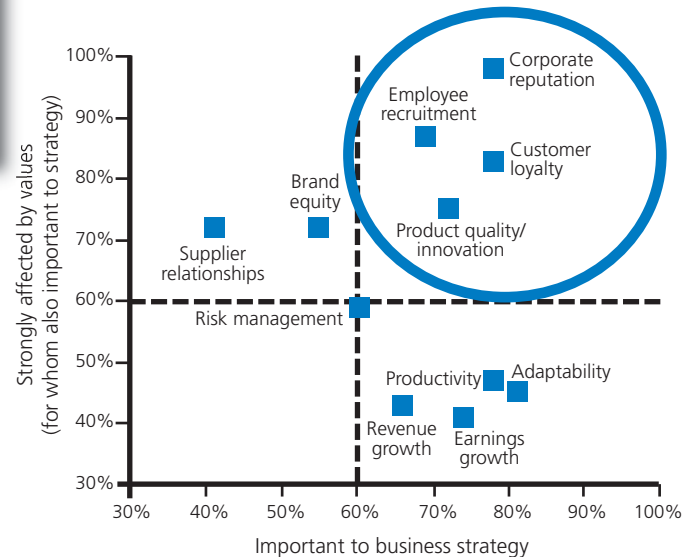 Strongly affected by values
(for whom also important to strategy)
100%
90%
80%
70%
60%
50%
40%
30%
Corporate
reputation
Employee
recruitment
Customer
loyalty
Brand
equity
Product quality/
innovation
Supplier
relationships
Risk management
Productivity
Adaptability
Revenue
growth
Earnings
growth
30%
40%
50%
60%
70%
80%
90%
100%
Important to business strategy